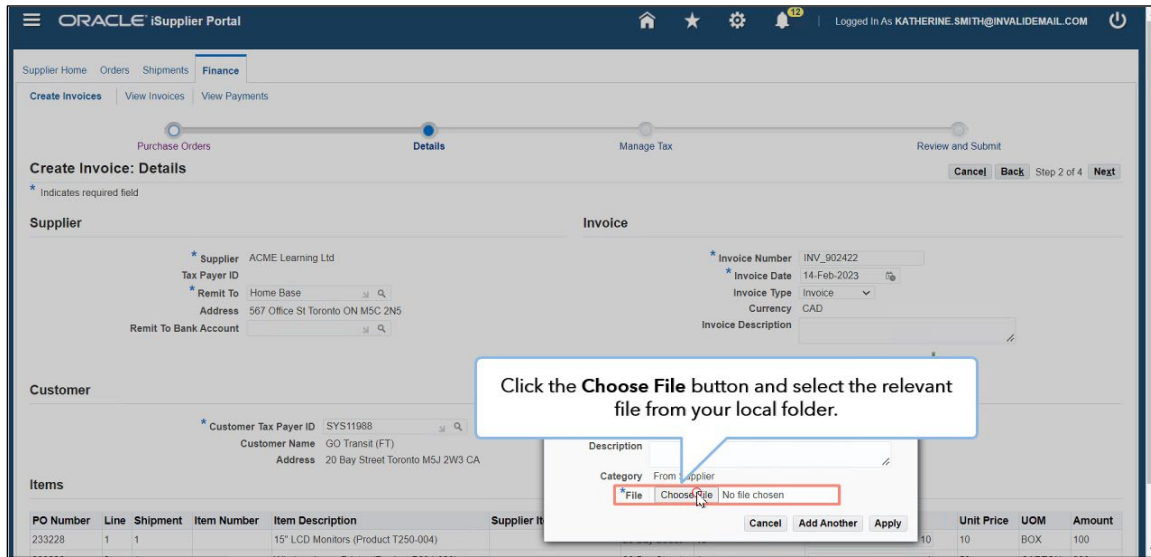 ORACLE iSupplier Portal
12
Logged In As KATHERINE.SMITH@INVALIDEMAIL.COM
Supplier Home Orders Shipments Finance
Create Invoices View Invoices View Payments
Purchase Orders Details Manage Tax Review and Submit
Create Invoice: Details
Cancel Back Step 2 of 4 Next
* Indicates required field
Supplier
* Supplier ACME Learning Ltd
Tax Payer ID
* Remit To Home Base
Address 567 Office St Toronto ON M5C 2N5
Remit To Bank Account
Invoice
* Invoice Number INV_902422
* Invoice Date 14-Feb-2023
Invoice Type Invoice
Currency CAD
Invoice Description
*
Customer
* Customer Tax Payer ID SYS11988
Customer Name GO Transit (FT)
Address 20 Bay Street Toronto M5J 2W3 CA
Click the Choose File button and select the relevant
file from your local folder.
Description
Category From Supplier
* File Choose File No file chosen
Cancel Add Another Apply
Items
PO Number Line Shipment Item Number Item Description Supplier Unit Price UOM Amount
233228 1 1 15" LCD Monitors (Product T250-004) 10 10 BOX 100